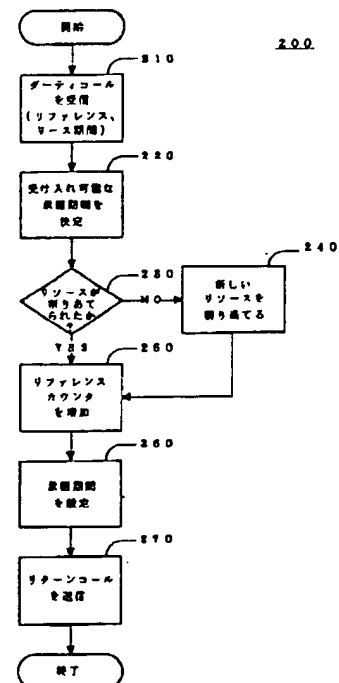 200
開始
210
ダーティコール
を受信
(リファレンス、
リース期間)
220
受け入れ可能な
承認期間を
決定
230
リソースが
割りあて
られたか
?
NO
YES
240
新しい
リソースを
割り当てる
250
リファレンス
カウンタ
を増加
260
承認期間
を設定
270
リターンコール
を送信
終了